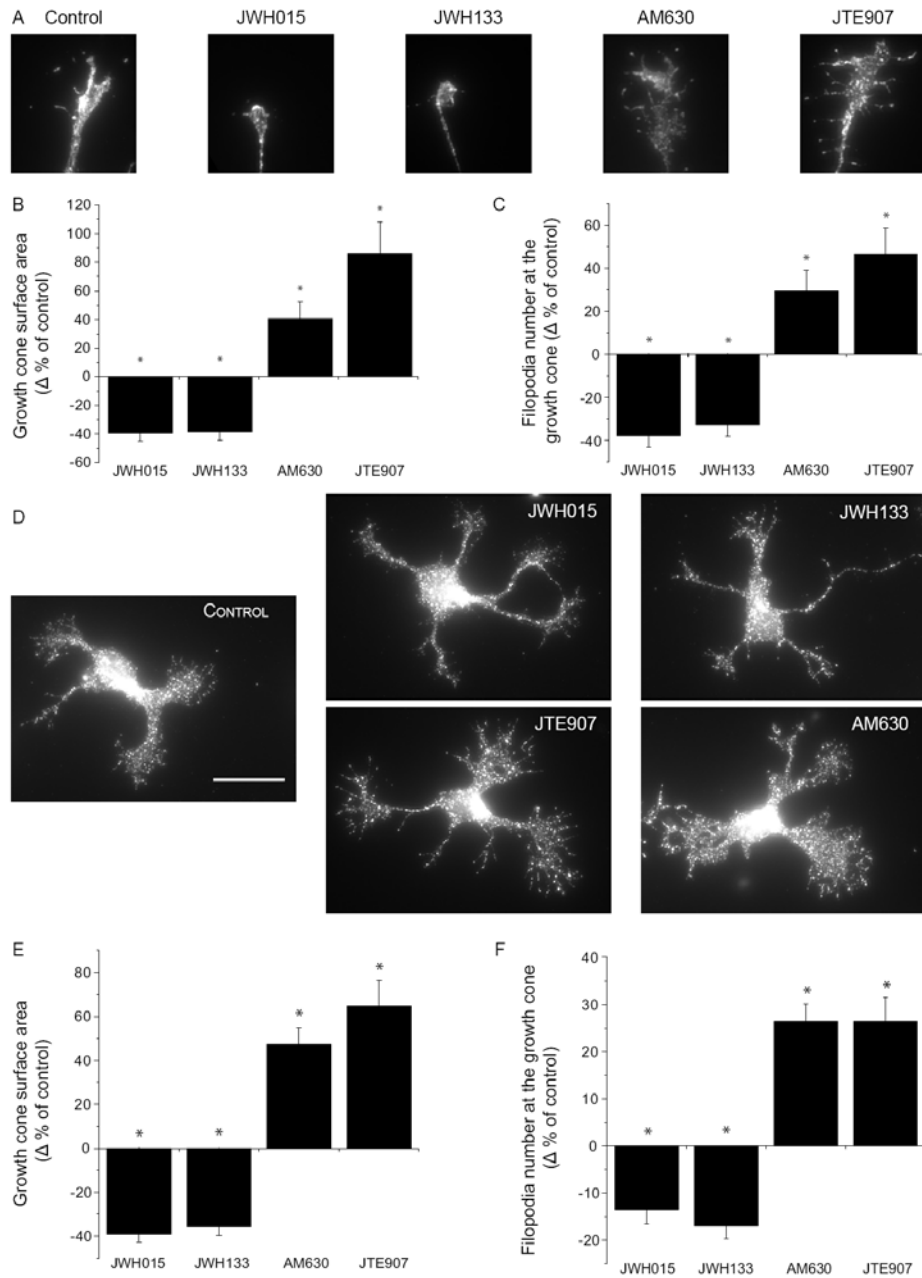 A Control JWH015 JWH133 AM630 JTE907
B
Growth cone surface area
(Δ % of control)
120
100
80
60
40
20
0
-20
-40
-60
* * * *
JWH015 JWH133 AM630 JTE907
C
Filopodia number at the
growth cone (Δ % of control)
60
40
20
0
-20
-40
* * * *
JWH015 JWH133 AM630 JTE907
D
CONTROL
JWH015
JWH133
JTE907
AM630
E
Growth cone surface area
(Δ % of control)
80
60
40
20
0
-20
-40
* * * *
JWH015 JWH133 AM630 JTE907
F
Filopodia number at the growth cone
(Δ % of control)
40
30
20
10
0
-10
-20
* * * *
JWH015 JWH133 AM630 JTE907